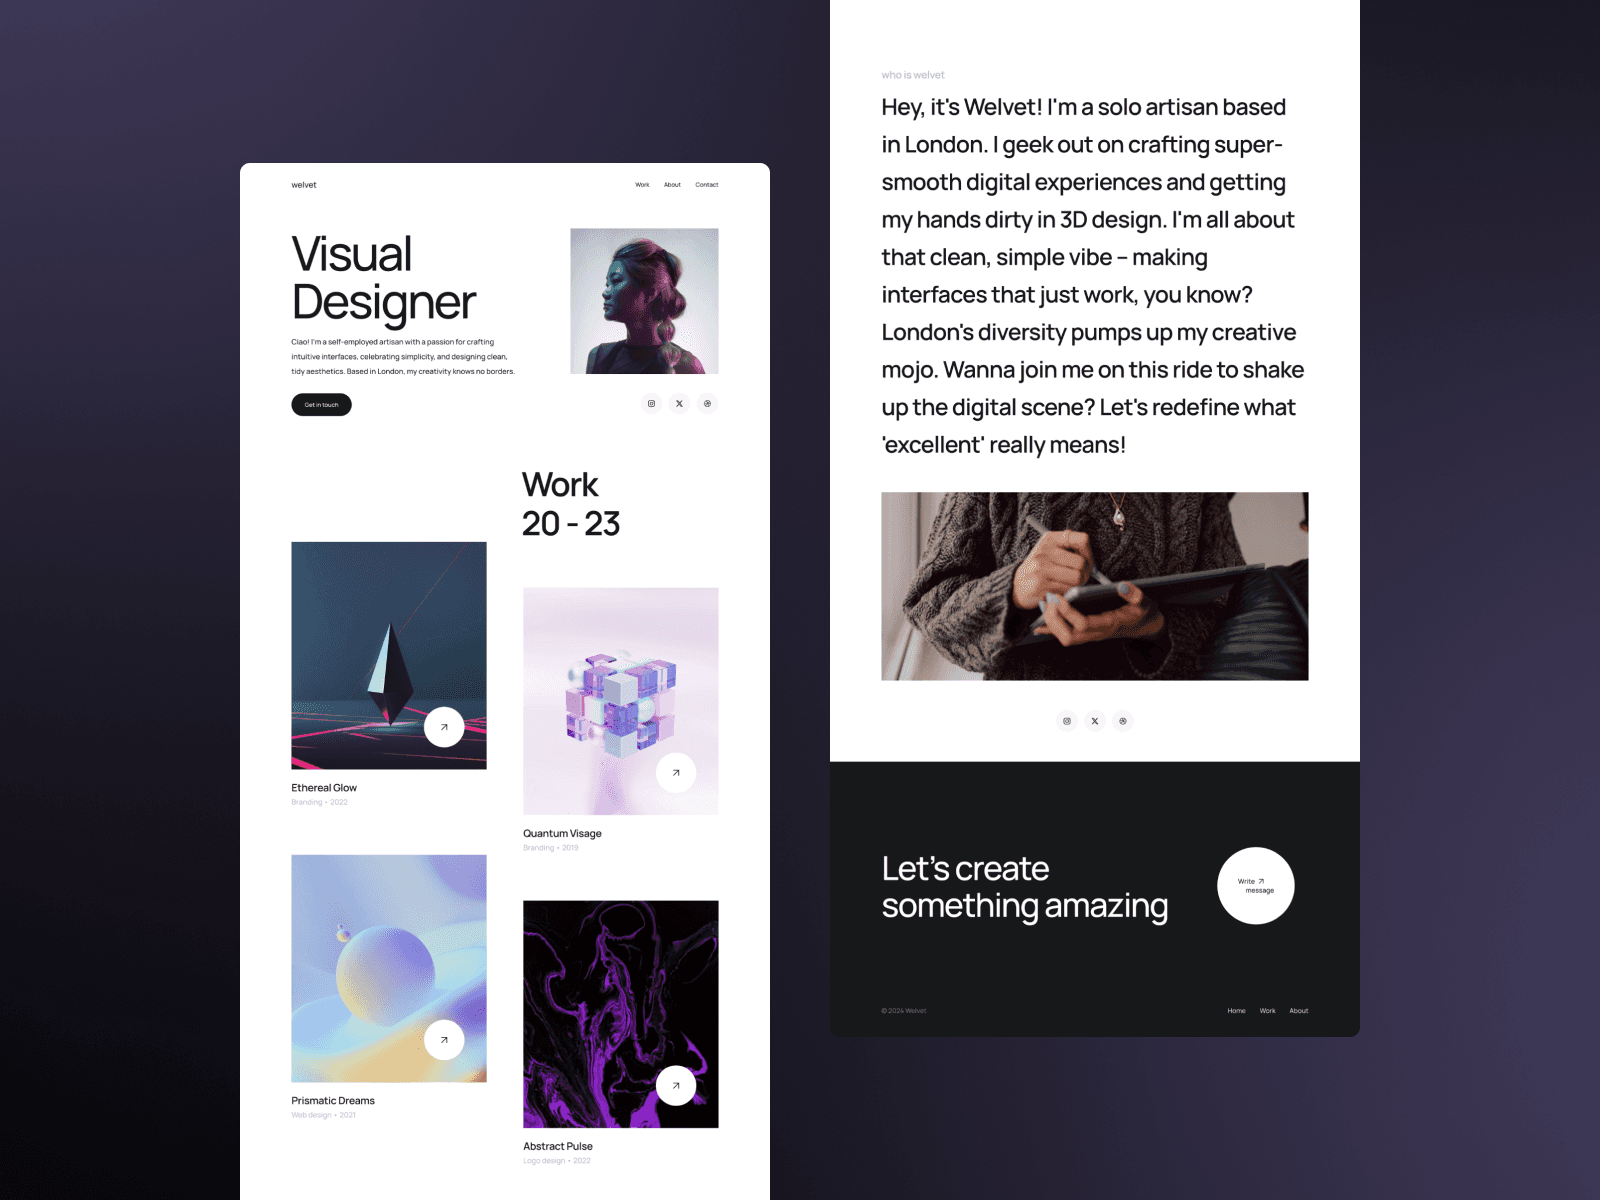 welvet
Work About Contact
Visual
Designer
Ciao! I'm a self-employed artisan with a passion for crafting
intuitive interfaces, celebrating simplicity, and designing clean,
tidy aesthetics. Based in London, my creativity knows no borders.
Get in touch
Work
20 - 23
Ethereal Glow
Branding • 2022
Quantum Visage
Branding • 2019
Prismatic Dreams
Web design • 2021
Abstract Pulse
Logo design • 2022
who is welvet
Hey, it's Welvet! I'm a solo artisan based
in London. I geek out on crafting super-
smooth digital experiences and getting
my hands dirty in 3D design. I'm all about
that clean, simple vibe – making
interfaces that just work, you know?
London's diversity pumps up my creative
mojo. Wanna join me on this ride to shake
up the digital scene? Let's redefine what
'excellent' really means!
Let's create
something amazing
Write
message
© 2024 Welvet
Home Work About